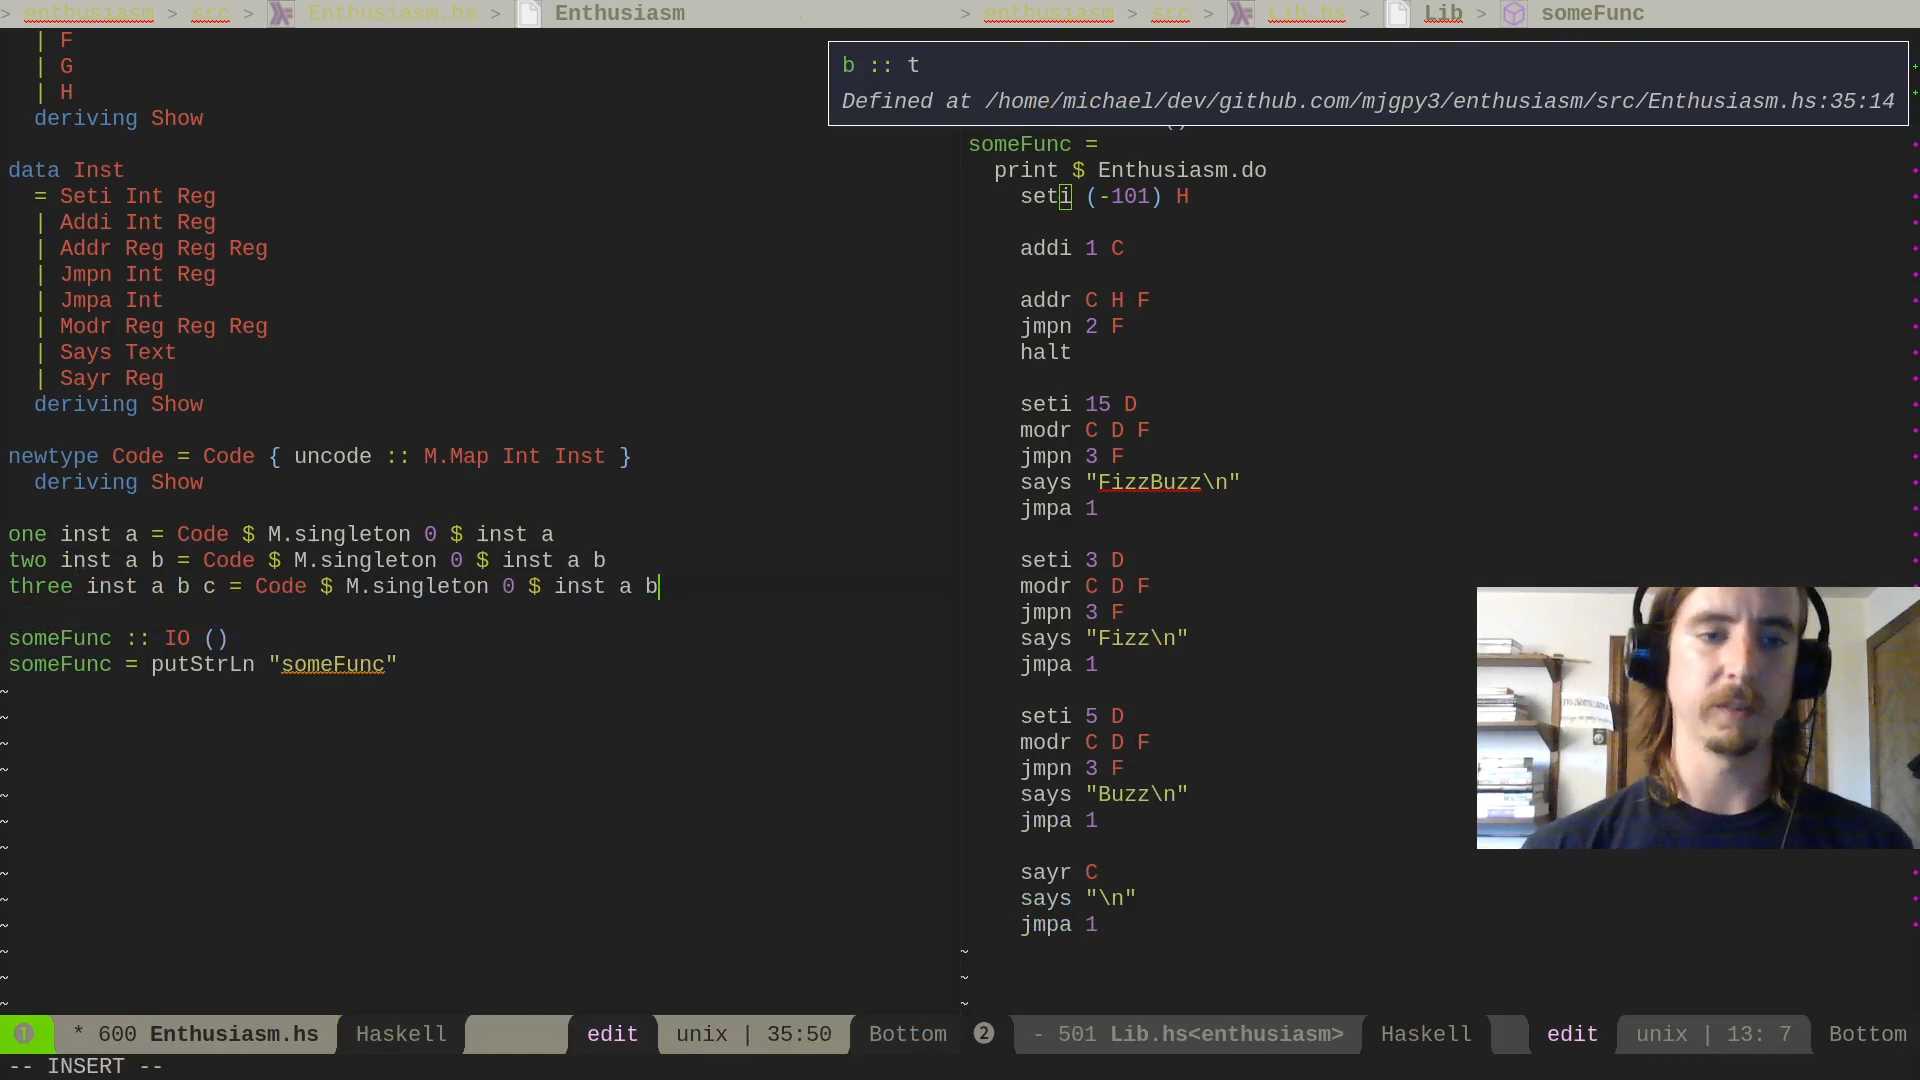 > enthusiasm > src > Enthusiasm.hs > Enthusiasm
| F
| G
| H
deriving Show
data Inst
= Seti Int Reg
| Addi Int Reg
| Addr Reg Reg Reg
| Jmpn Int Reg
| Jmpa Int
| Modr Reg Reg Reg
| Says Text
| Sayr Reg
deriving Show
newtype Code = Code { uncode :: M.Map Int Inst }
deriving Show
one inst a = Code $ M.singleton 0 $ inst a
two inst a b = Code $ M.singleton 0 $ inst a b
three inst a b c = Code $ M.singleton 0 $ inst a b
someFunc :: IO ()
someFunc = putStrLn "someFunc"
~
~
~
~
~
~
~
~
~
~
~
~
~
1 * 600 Enthusiasm.hs Haskell edit unix | 35:50 Bottom
-- INSERT --
> enthusiasm > src > Lib.hs > Lib > someFunc
b :: t
Defined at /home/michael/dev/github.com/mjgpy3/enthusiasm/src/Enthusiasm.hs:35:14
someFunc =
print $ Enthusiasm.do
seti (-101) H
addi 1 C
addr C H F
jmpn 2 F
halt
seti 15 D
modr C D F
jmpn 3 F
says "FizzBuzz\n"
jmpa 1
seti 3 D
modr C D F
jmpn 3 F
says "Fizz\n"
jmpa 1
seti 5 D
modr C D F
jmpn 3 F
says "Buzz\n"
jmpa 1
sayr C
says "\n"
jmpa 1
~
~
~
2 - 501 Lib.hs<enthusiasm> Haskell edit unix | 13: 7 Bottom